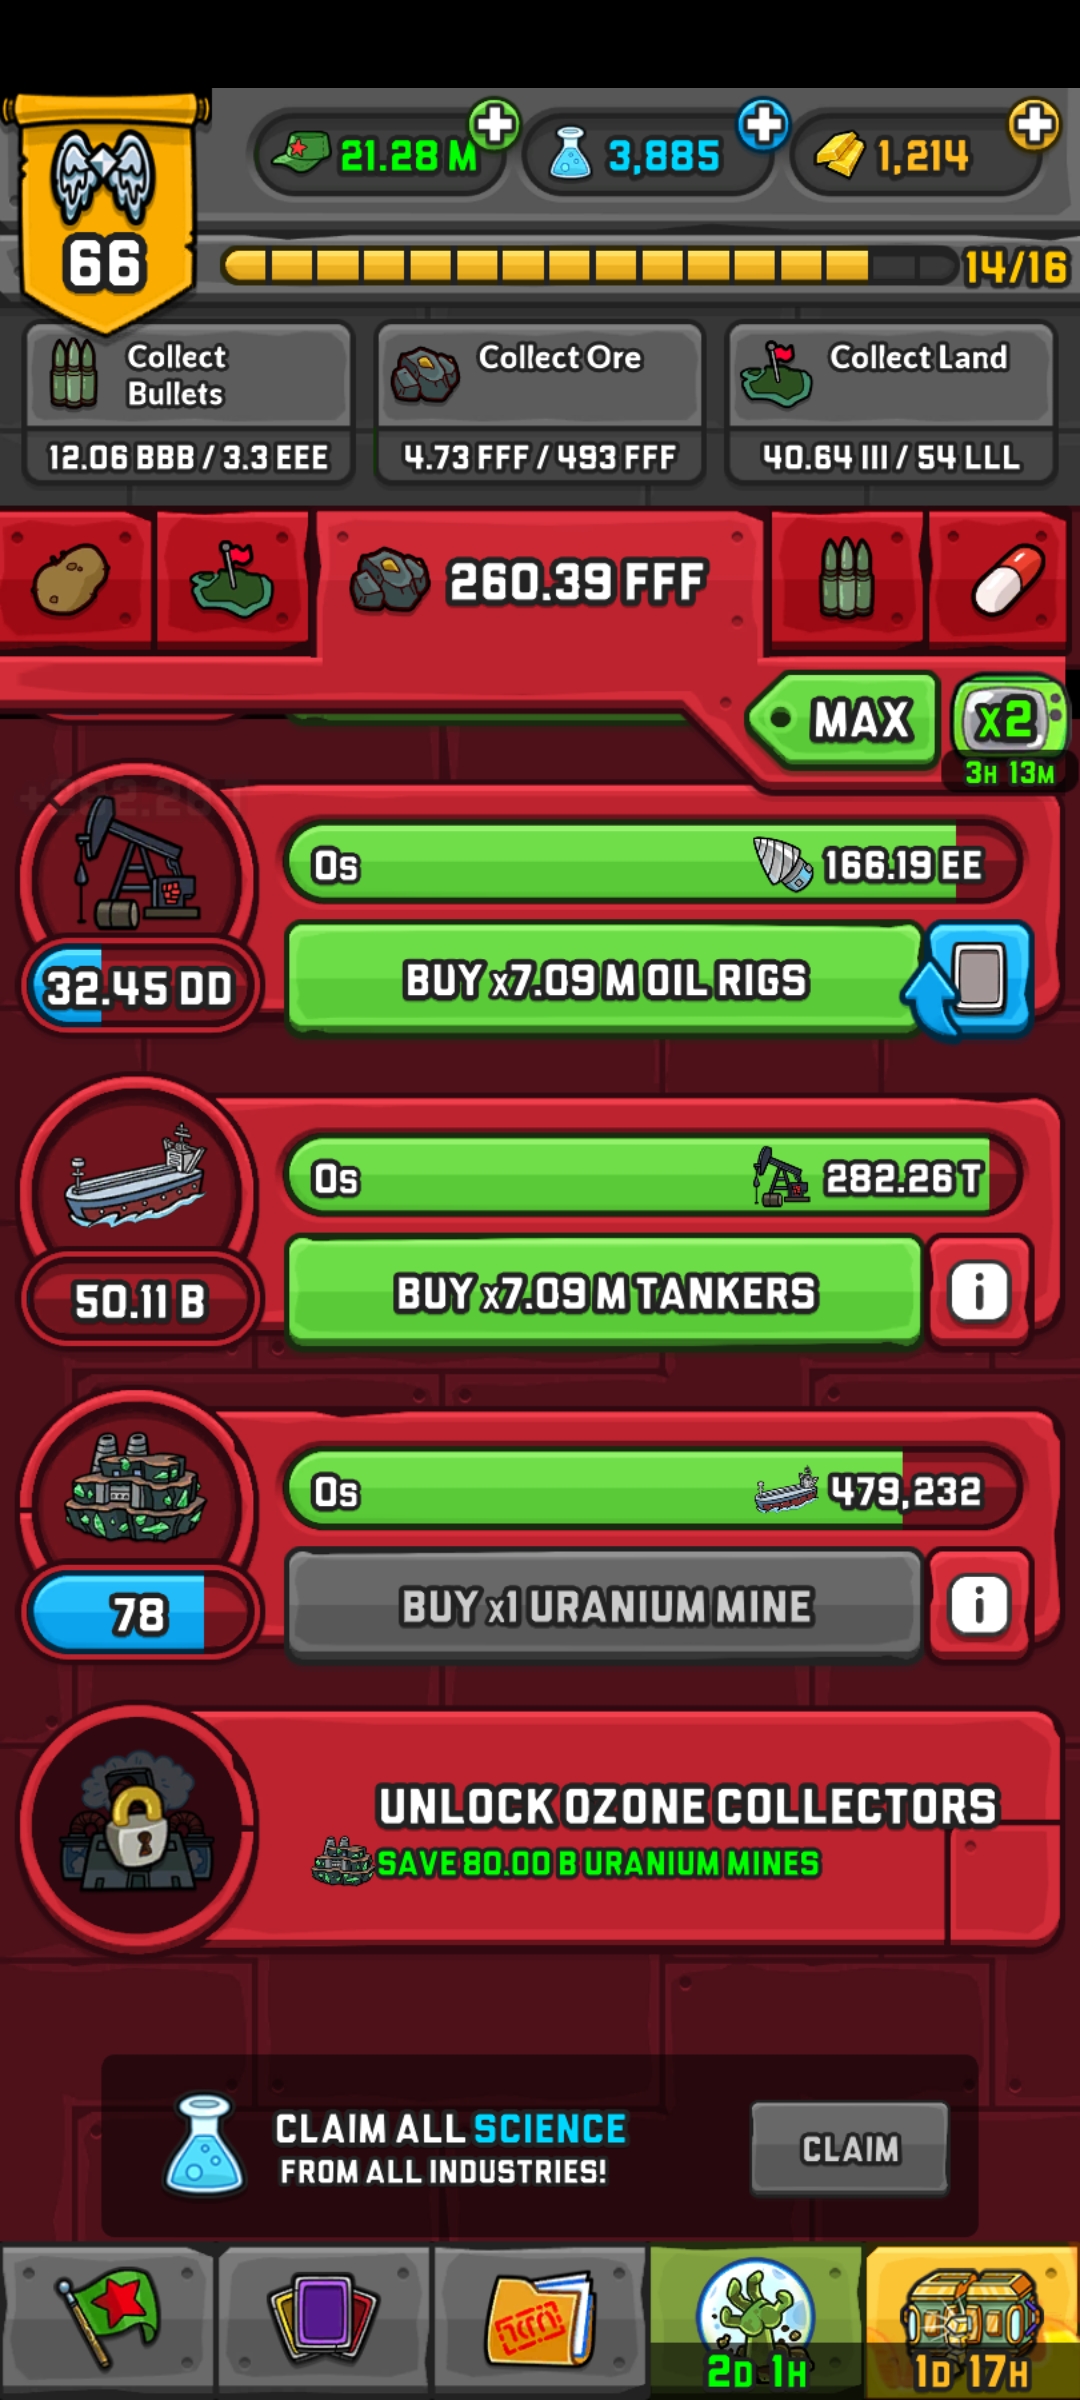 21.28 M
3,885
1,214
66
14/16
Collect
Bullets
12.06 BBB / 3.3 EEE
Collect Ore
4.73 FFF / 493 FFF
Collect Land
40.64 III / 54 LLL
260.39 FFF
MAX
x2
3H 13M
0s
166.19 EE
32.45 DD
BUY x7.09 M OIL RIGS
0s
282.26 T
50.11 B
BUY x7.09 M TANKERS
i
0s
479,232
78
BUY x1 URANIUM MINE
i
UNLOCK OZONE COLLECTORS
SAVE 80.00 B URANIUM MINES
CLAIM ALL SCIENCE
FROM ALL INDUSTRIES!
CLAIM
2D 1H
1D 17H